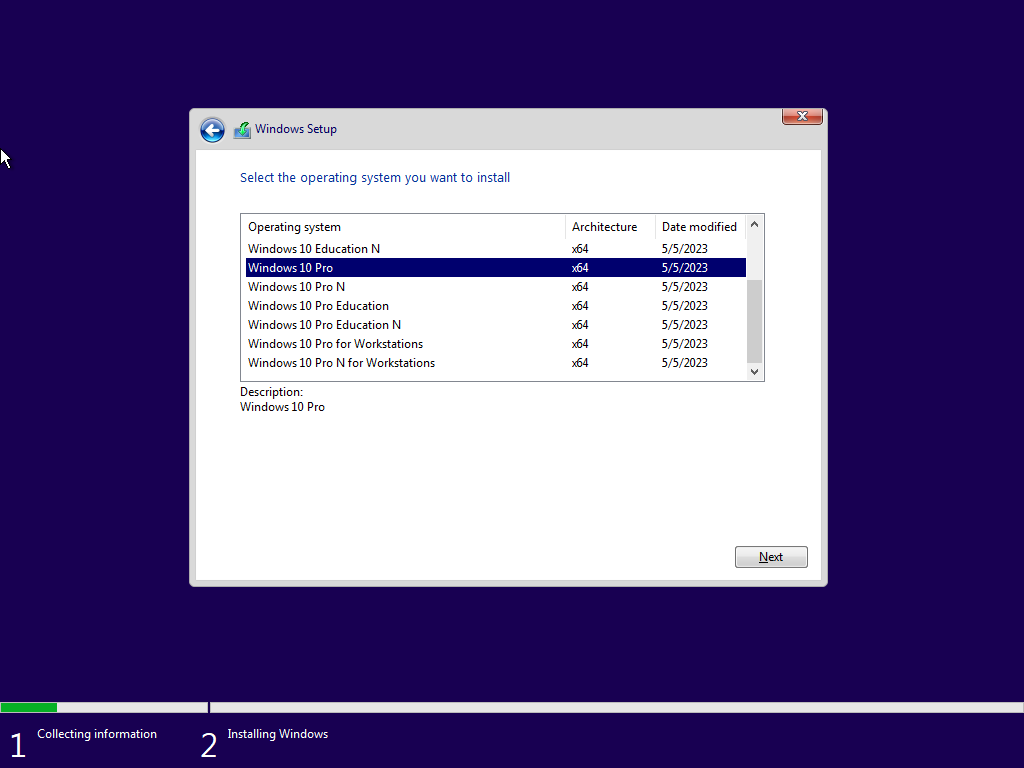 Windows Setup
Select the operating system you want to install
Operating system Architecture Date modified
Windows 10 Education N x64 5/5/2023
Windows 10 Pro x64 5/5/2023
Windows 10 Pro N x64 5/5/2023
Windows 10 Pro Education x64 5/5/2023
Windows 10 Pro Education N x64 5/5/2023
Windows 10 Pro for Workstations x64 5/5/2023
Windows 10 Pro N for Workstations x64 5/5/2023
Description:
Windows 10 Pro
Next
1 Collecting information 2 Installing Windows